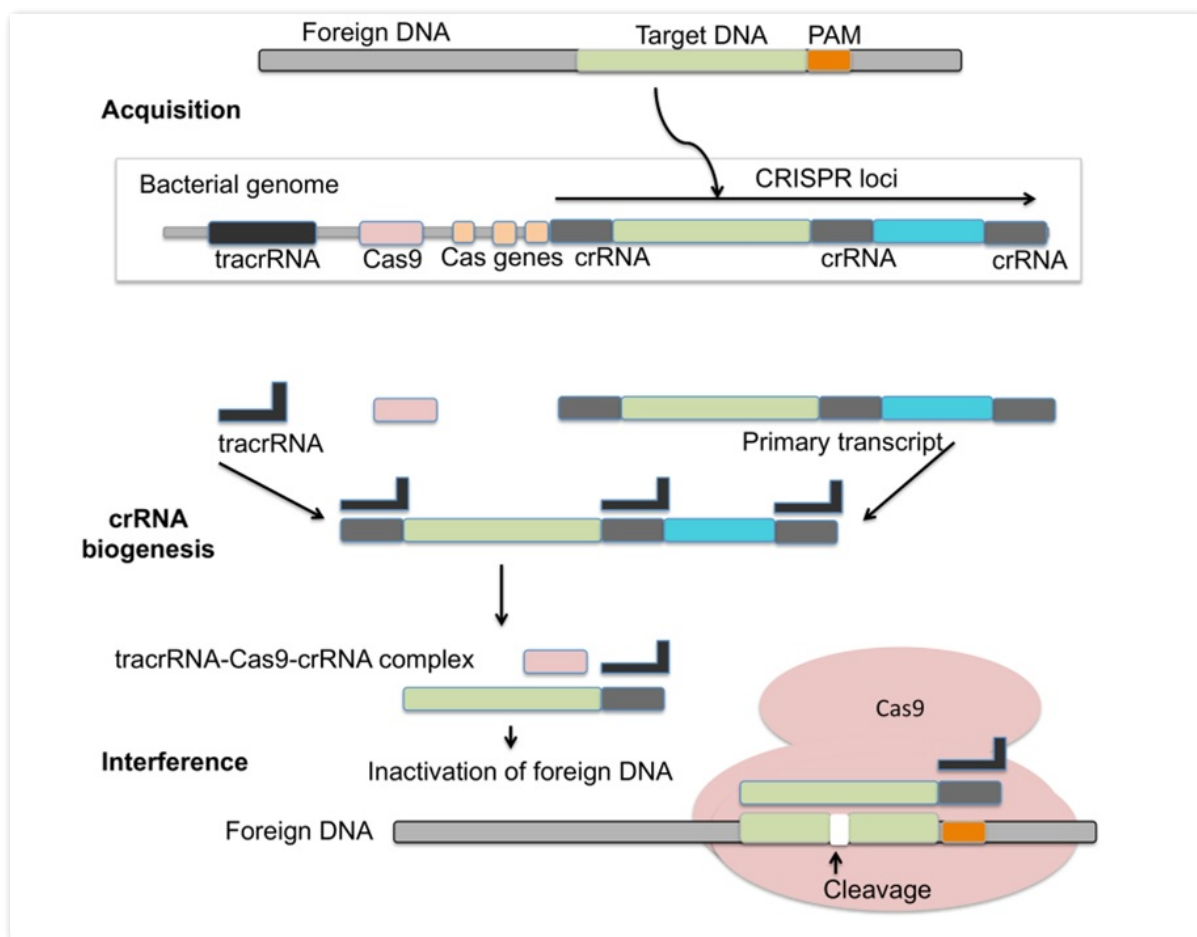 Foreign DNA Target DNA PAM
Acquisition
Bacterial genome CRISPR loci
tracrRNA Cas9 Cas genes crRNA crRNA crRNA
tracrRNA Primary transcript
crRNA
biogenesis
tracrRNA-Cas9-crRNA complex
Cas9
Interference
Inactivation of foreign DNA
Foreign DNA
Cleavage